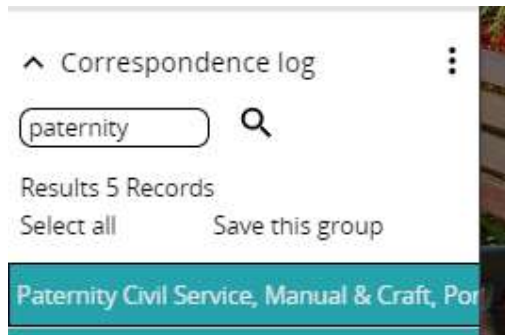 Correspondence log
paternity
Results 5 Records
Select all Save this group
Paternity Civil Service, Manual & Craft,